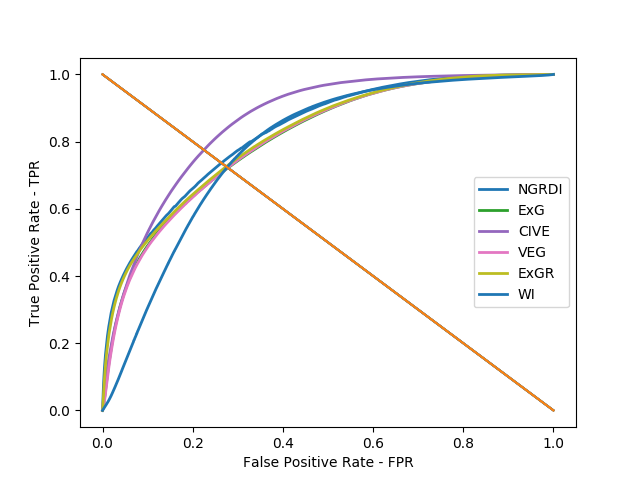 1.0
0.8
0.6
0.4
0.2
0.0
True Positive Rate - TPR
NGRDI
ExG
CIVE
VEG
ExGR
WI
0.0 0.2 0.4 0.6 0.8 1.0
False Positive Rate - FPR